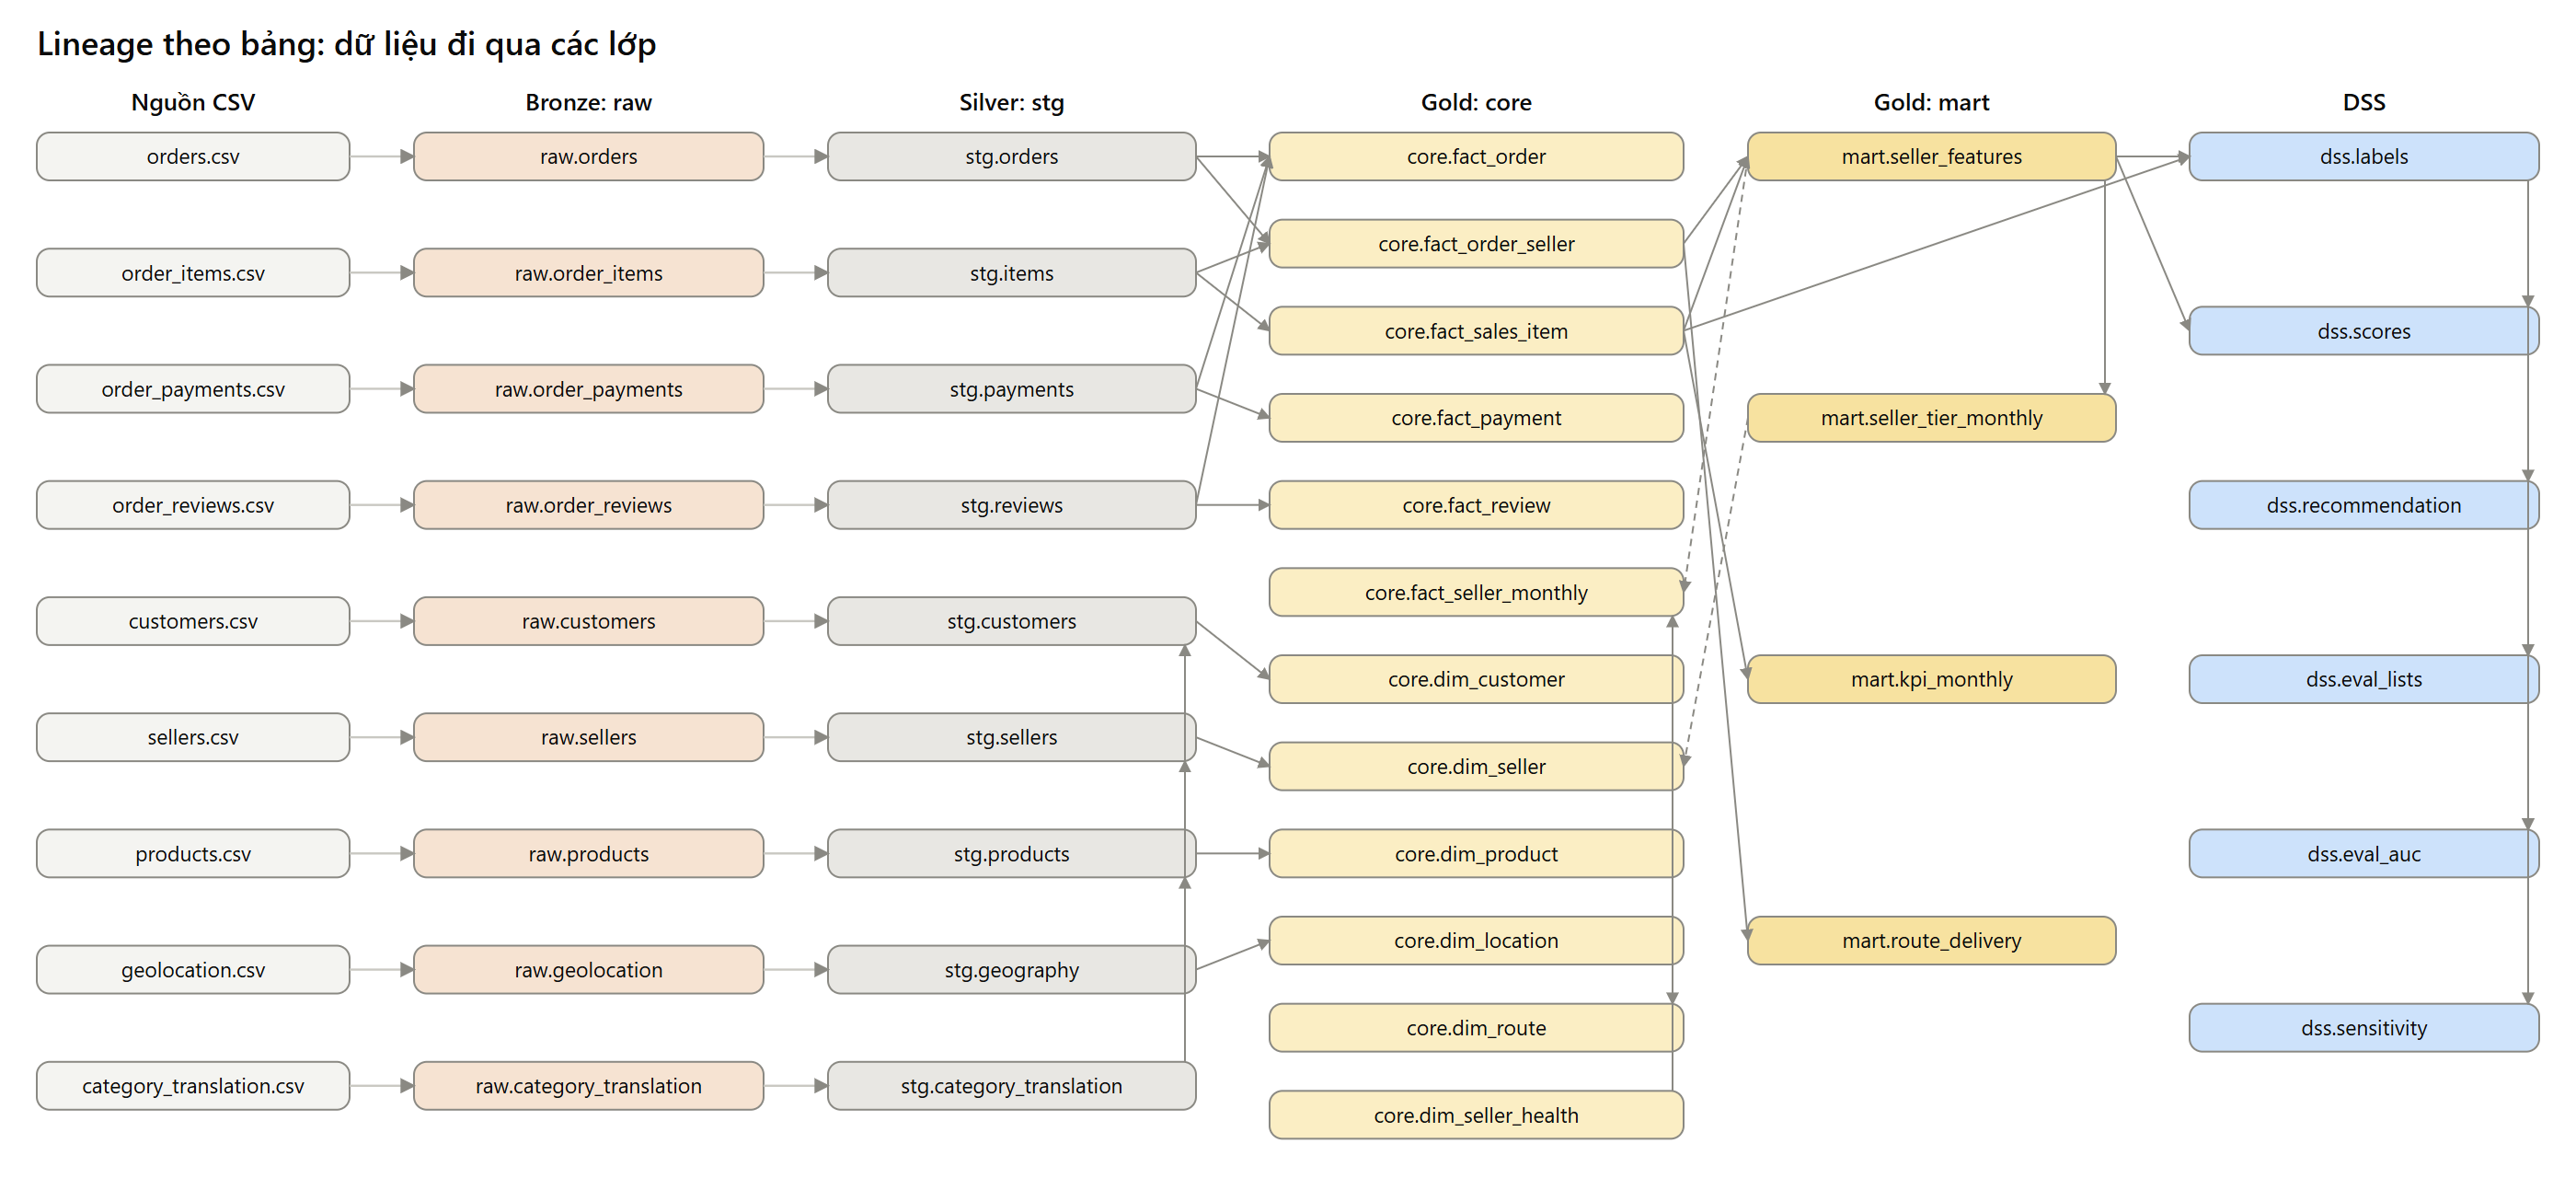 Lineage theo bảng: dữ liệu đi qua các lớp
Nguồn CSV
Bronze: raw
Silver: stg
Gold: core
Gold: mart
DSS
orders.csv
order_items.csv
order_payments.csv
order_reviews.csv
customers.csv
sellers.csv
products.csv
geolocation.csv
category_translation.csv
raw.orders
raw.order_items
raw.order_payments
raw.order_reviews
raw.customers
raw.sellers
raw.products
raw.geolocation
raw.category_translation
stg.orders
stg.items
stg.payments
stg.reviews
stg.customers
stg.sellers
stg.products
stg.geography
stg.category_translation
core.fact_order
core.fact_order_seller
core.fact_sales_item
core.fact_payment
core.fact_review
core.fact_seller_monthly
core.dim_customer
core.dim_seller
core.dim_product
core.dim_location
core.dim_route
core.dim_seller_health
mart.seller_features
mart.seller_tier_monthly
mart.kpi_monthly
mart.route_delivery
dss.labels
dss.scores
dss.recommendation
dss.eval_lists
dss.eval_auc
dss.sensitivity